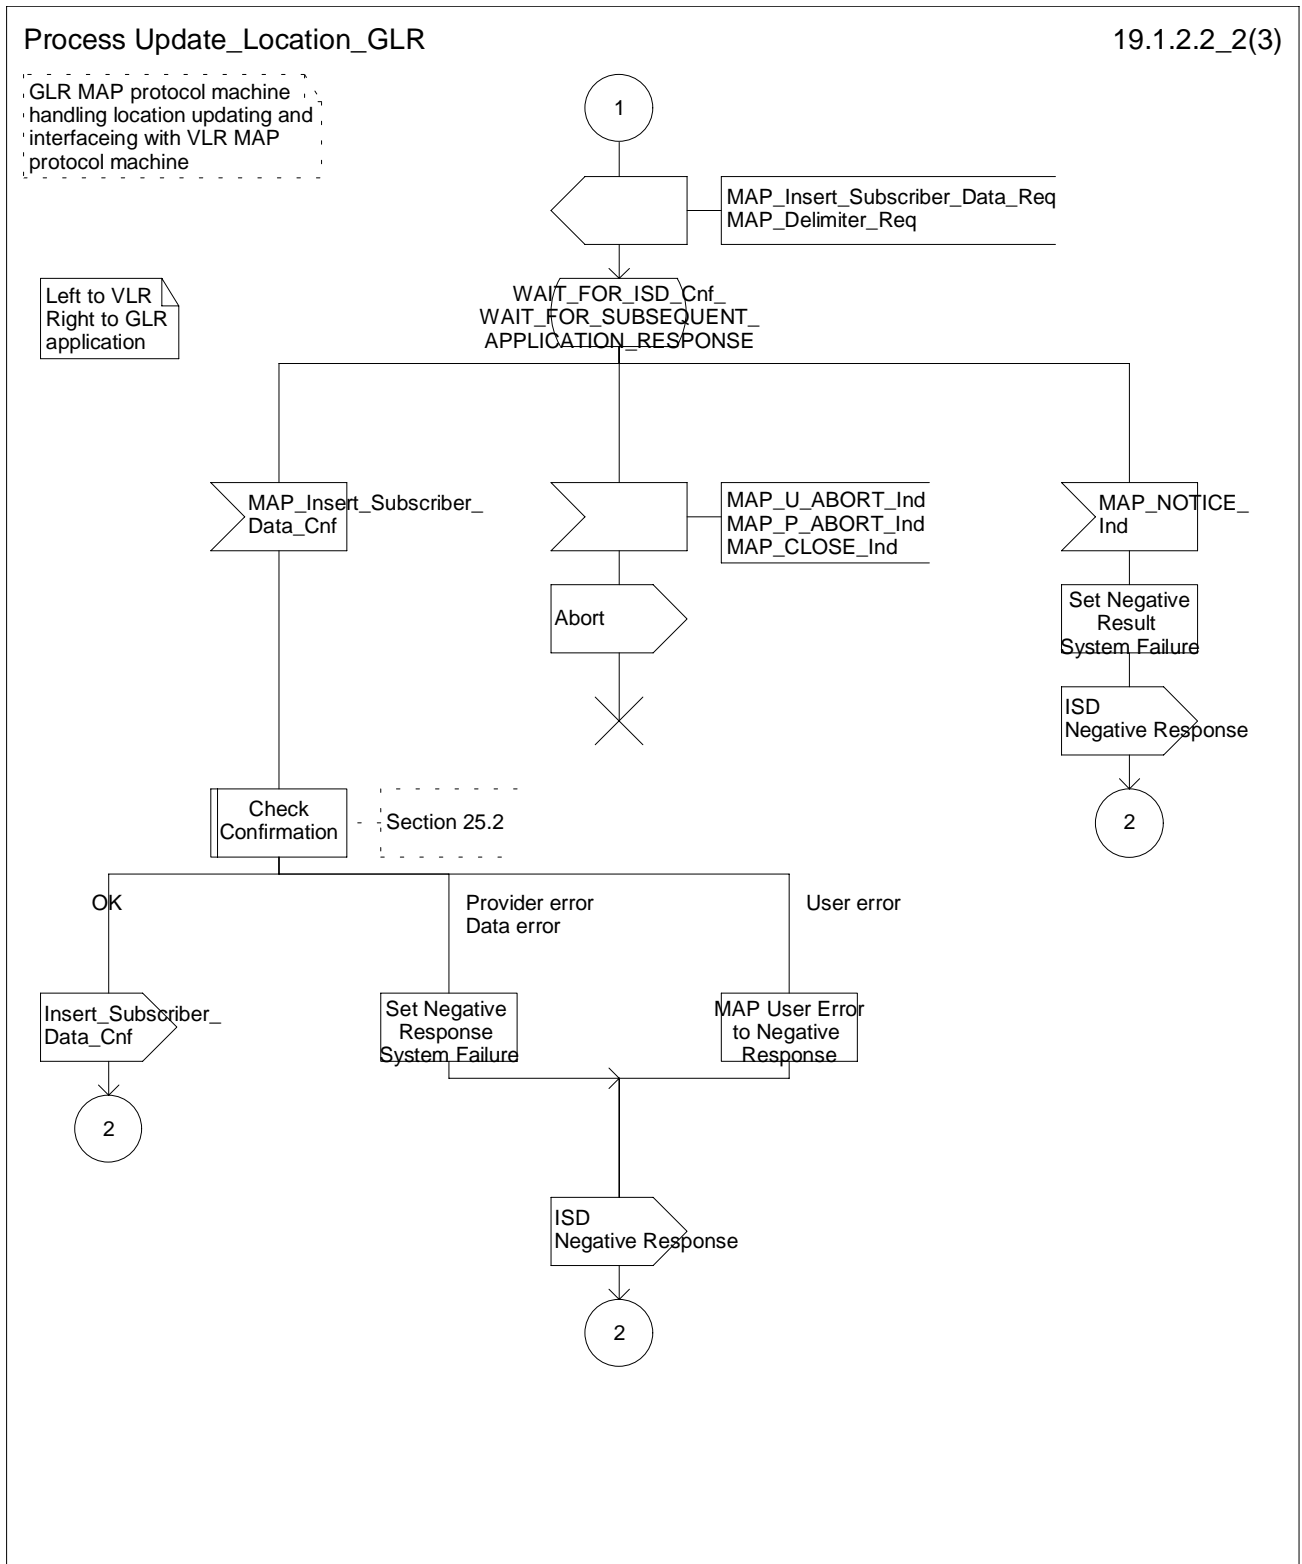 Process Update_Location_GLR
19.1.2.2_2(3)
GLR MAP protocol machine
handling location updating and
interfaceing with VLR MAP
protocol machine
1
MAP_Insert_Subscriber_Data_Req
MAP_Delimiter_Req
Left to VLR
Right to GLR
application
WAIT_FOR_ISD_Cnf_
WAIT_FOR_SUBSEQUENT_
APPLICATION_RESPONSE
MAP_Insert_Subscriber_
Data_Cnf
MAP_U_ABORT_Ind
MAP_P_ABORT_Ind
MAP_CLOSE_Ind
MAP_NOTICE_
Ind
Abort
Set Negative
Result
System Failure
ISD
Negative Response
2
Check
Confirmation
Section 25.2
OK
Provider error
Data error
User error
Insert_Subscriber_
Data_Cnf
Set Negative
Response
System Failure
MAP User Error
to Negative
Response
2
ISD
Negative Response
2